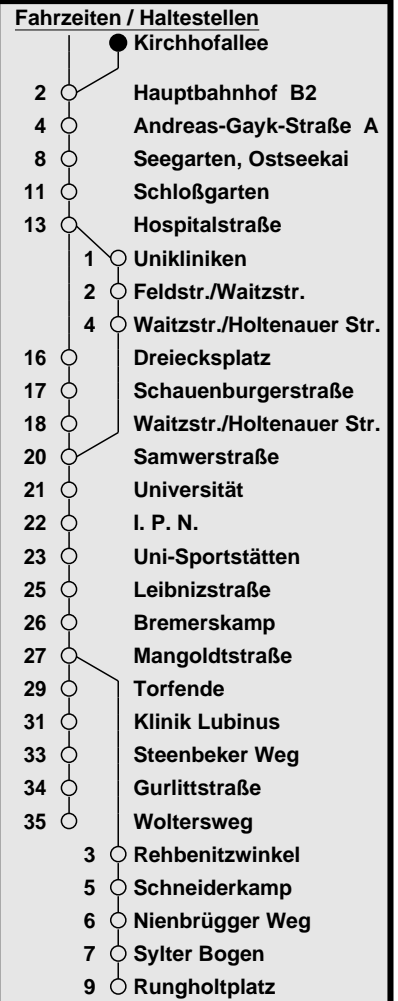 Fahrzeiten / Haltestellen
Kirchhofallee
2 Hauptbahnhof B2
4 Andreas-Gayk-Straße A
8 Seegarten, Ostseekai
11 Schloßgarten
13 Hospitalstraße
1 Unikliniken
2 Feldstr./Waitzstr.
4 Waitzstr./Holtenauer Str.
16 Dreiecksplatz
17 Schauenburgerstraße
18 Waitzstr./Holtenauer Str.
20 Samwerstraße
21 Universität
22 I. P. N.
23 Uni-Sportstätten
25 Leibnizstraße
26 Bremerskamp
27 Mangoldtstraße
29 Torfende
31 Klinik Lubinus
33 Steenbeker Weg
34 Gurlittstraße
35 Woltersweg
3 Rehbenitzwinkel
5 Schneiderkamp
6 Nienbrügger Weg
7 Sylter Bogen
9 Rungholtplatz